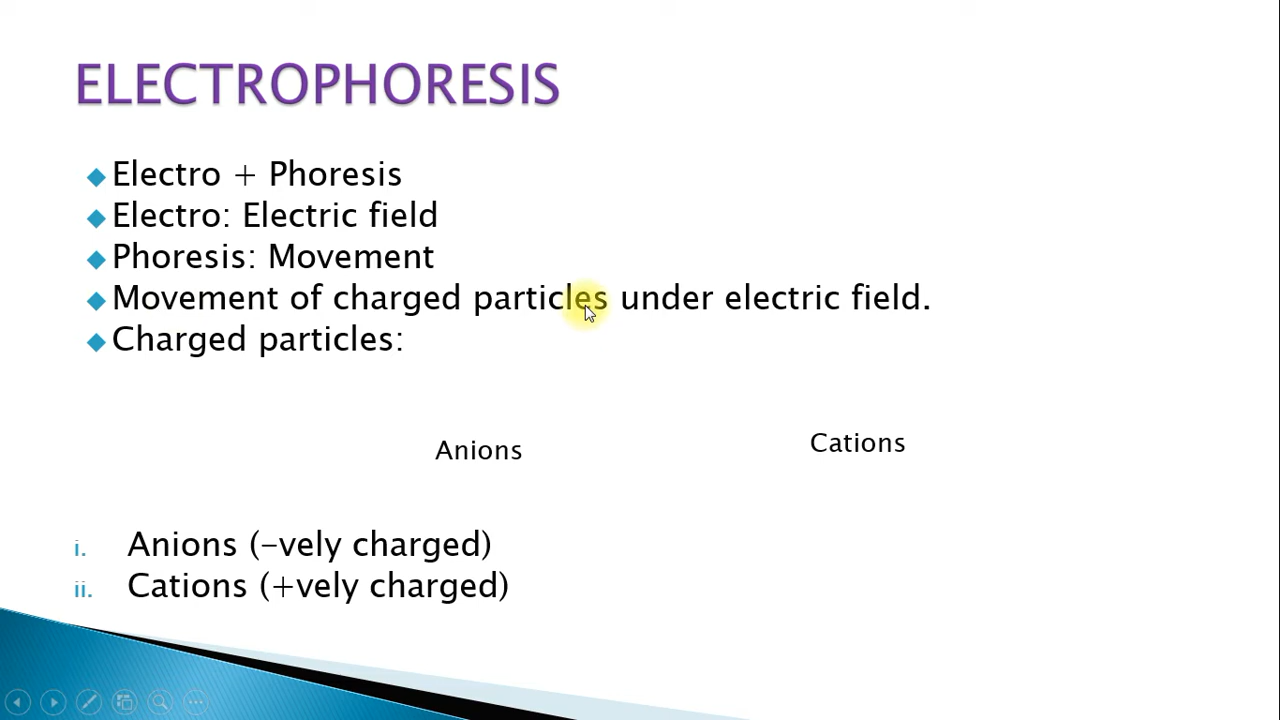 ELECTROPHORESIS
Electro + Phoresis
Electro: Electric field
Phoresis: Movement
Movement of charged particles under electric field.
Charged particles:
Anions
Cations
i. Anions (-vely charged)
ii. Cations (+vely charged)